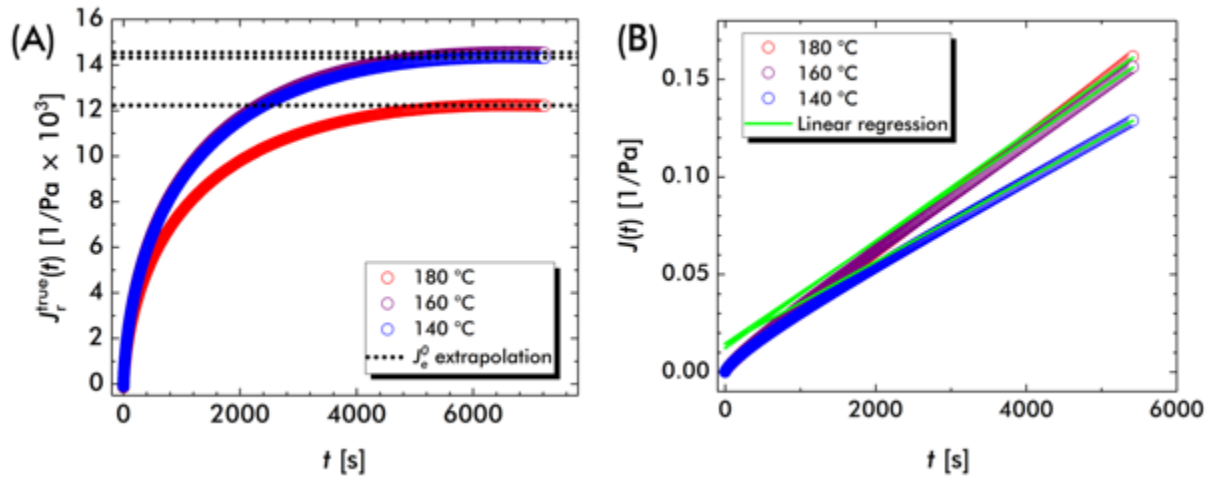 (A)
16
14
12
10
8
6
4
2
0
J_r^true(t) [1/Pa × 10³]
180 °C
160 °C
140 °C
J_e^0 extrapolation
0 2000 4000 6000
t [s]
(B)
0.15
0.10
0.05
0.00
J(t) [1/Pa]
180 °C
160 °C
140 °C
Linear regression
0 2000 4000 6000
t [s]